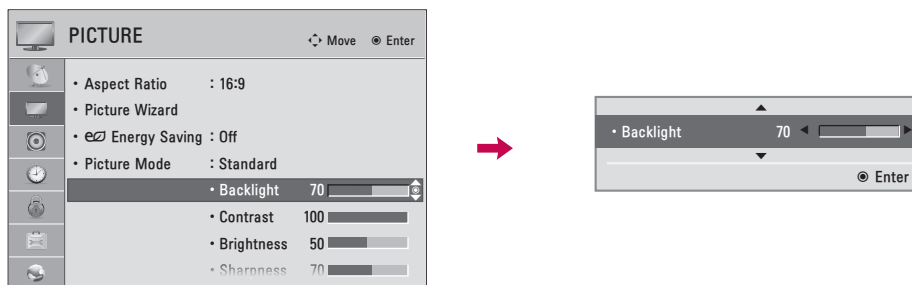 PICTURE
Move Enter
• Aspect Ratio : 16:9
• Picture Wizard
• eco Energy Saving : Off
• Picture Mode : Standard
• Backlight 70
• Contrast 100
• Brightness 50
• Sharpness 70
• Backlight 70
Enter